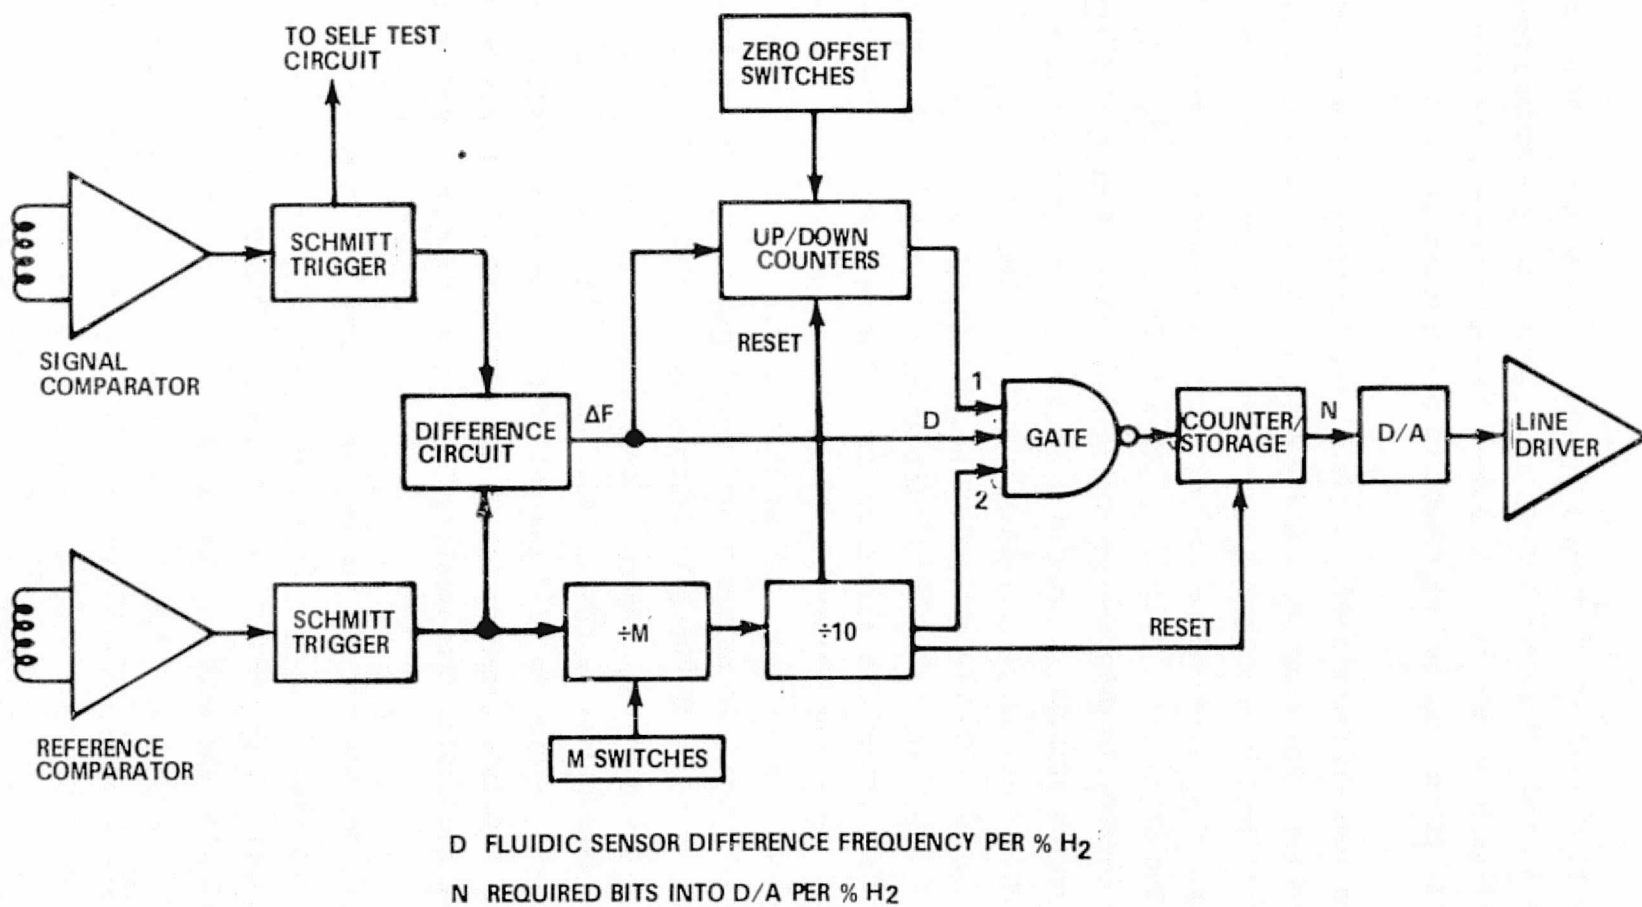 TO SELF TEST
CIRCUIT
ZERO OFFSET
SWITCHES
SCHMITT
TRIGGER
UP/DOWN
COUNTERS
SIGNAL
COMPARATOR
RESET
DIFFERENCE
CIRCUIT
ΔF
D
1
2
GATE
COUNTER/
STORAGE
N
D/A
LINE
DRIVER
SCHMITT
TRIGGER
÷M
÷10
RESET
REFERENCE
COMPARATOR
M SWITCHES
D FLUIDIC SENSOR DIFFERENCE FREQUENCY PER % H2
N REQUIRED BITS INTO D/A PER % H2